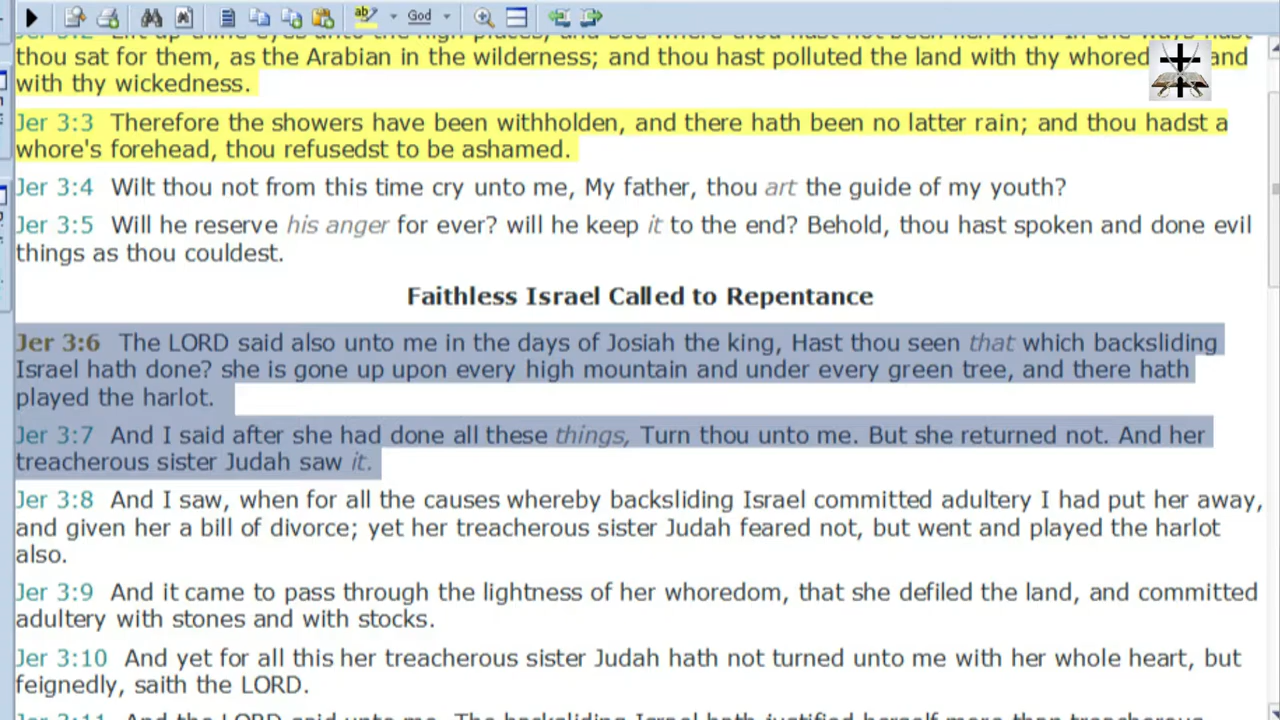 God
thou sat for them, as the Arabian in the wilderness; and thou hast polluted the land with thy and
with thy wickedness.
Jer 3:3 Therefore the showers have been withholden, and there hath been no latter rain; and thou hadst a
whore's forehead, thou refusedst to be ashamed.
Jer 3:4 Wilt thou not from this time cry unto me, My father, thou art the guide of my youth?
Jer 3:5 Will he reserve his anger for ever? will he keep it to the end? Behold, thou hast spoken and done evil
things as thou couldest.
Faithless Israel Called to Repentance
Jer 3:6 The LORD said also unto me in the days of Josiah the king, Hast thou seen that which backsliding
Israel hath done? she is gone up upon every high mountain and under every green tree, and there hath
played the harlot.
Jer 3:7 And I said after she had done all these things, Turn thou unto me. But she returned not. And her
treacherous sister Judah saw it.
Jer 3:8 And I saw, when for all the causes whereby backsliding Israel committed adultery I had put her away,
and given her a bill of divorce; yet her treacherous sister Judah feared not, but went and played the harlot
also.
Jer 3:9 And it came to pass through the lightness of her whoredom, that she defiled the land, and committed
adultery with stones and with stocks.
Jer 3:10 And yet for all this her treacherous sister Judah hath not turned unto me with her whole heart, but
feignedly, saith the LORD.